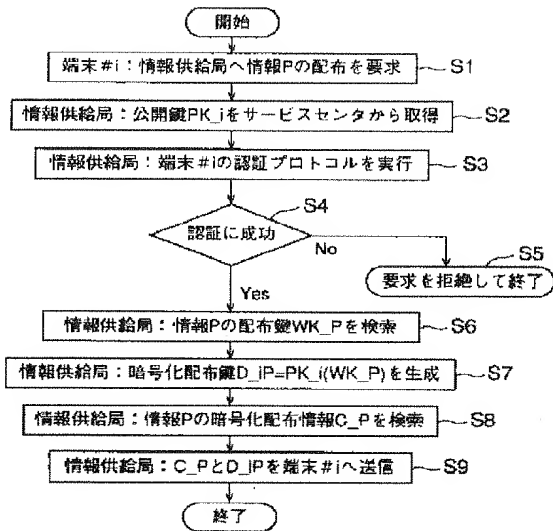 開始
端末#i:情報供給局へ情報Pの配布を要求
S1
情報供給局:公開鍵PK_iをサービスセンタから取得
S2
情報供給局:端末#iの認証プロトコルを実行
S3
S4
認証に成功
No
S5
要求を拒絶して終了
Yes
情報供給局:情報Pの配布鍵WK_Pを検索
S6
情報供給局:暗号化配布鍵D_iP=PK_i(WK_P)を生成
S7
情報供給局:情報Pの暗号化配布情報C_Pを検索
S8
情報供給局:C_PとD_iPを端末#iへ送信
S9
終了